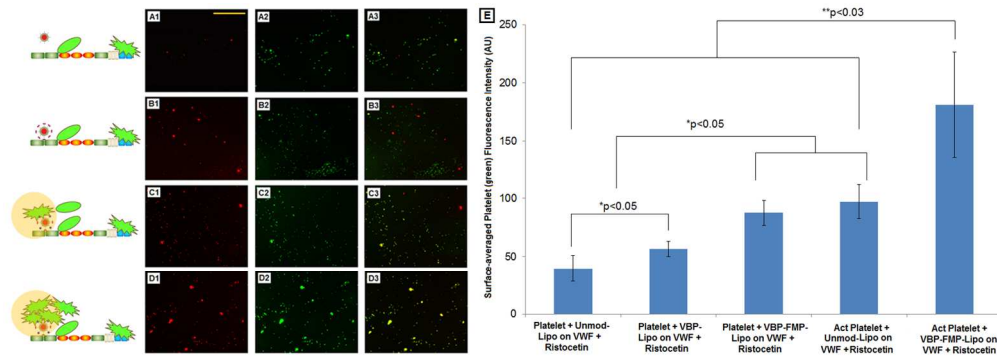 A1
A2
A3
B1
B2
B3
C1
C2
C3
D1
D2
D3
E
Surface-averaged Platelet (green) Fluorescence Intensity (AU)
250
200
150
100
50
0
**p<0.03
*p<0.05
*p<0.05
Platelet + Unmod-
Lipo on VWF +
Ristocetin
Platelet + VBP-
Lipo on VWF +
Ristocetin
Platelet + VBP-FMP-
Lipo on VWF +
Ristocetin
Act Platelet +
Unmod-Lipo on
VWF +Ristocetin
Act Platelet +
VBP-FMP-Lipo on
VWF + Ristocetin